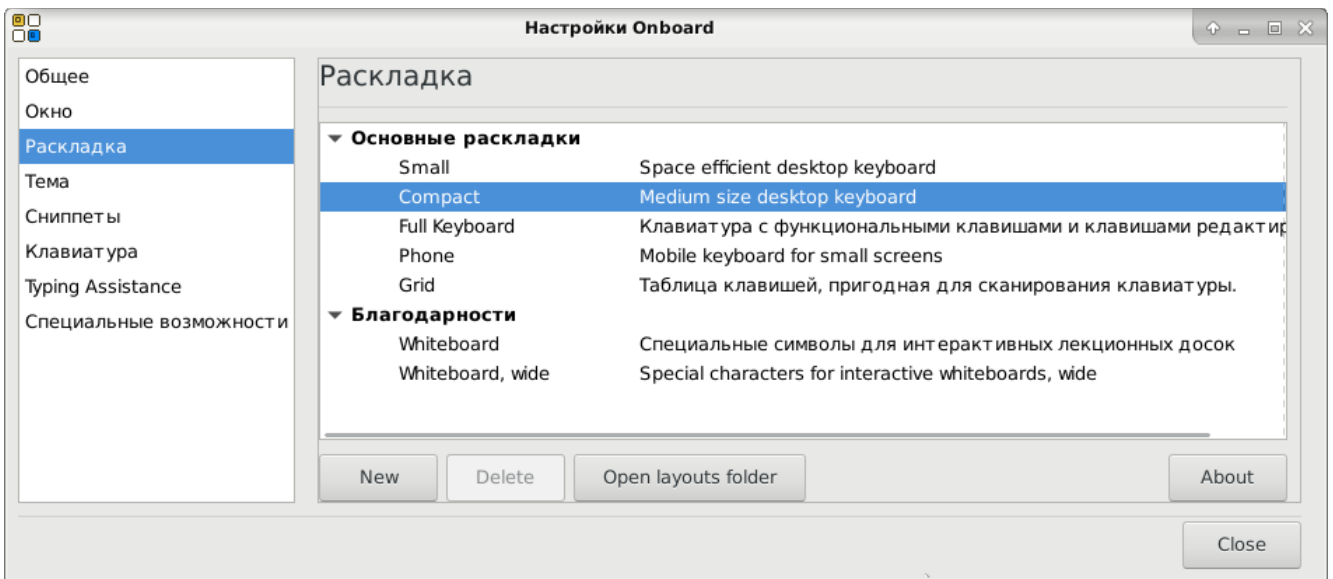 Настройки Onboard
Общее
Окно
Раскладка
Тема
Сниппеты
Клавиатура
Typing Assistance
Специальные возможности
Раскладка
Основные раскладки
Small Space efficient desktop keyboard
Compact Medium size desktop keyboard
Full Keyboard Клавиатура с функциональными клавишами и клавишами
Phone Mobile keyboard for small screens
Grid Таблица клавишей, пригодная для сканирования клавиатуры.
Благодарности
Whiteboard Специальные символы для интерактивных лекционных досок
Whiteboard, wide Special characters for interactive whiteboards, wide
New Delete Open layouts folder About
Close